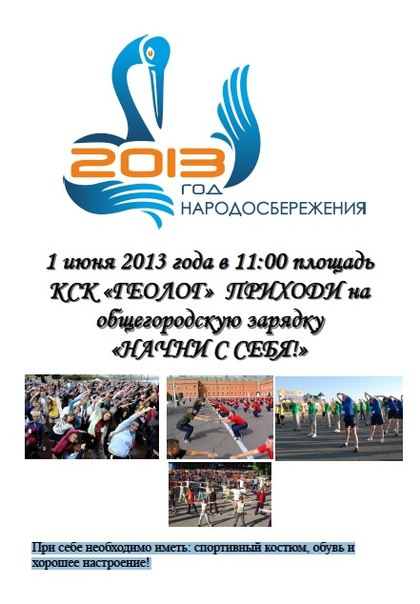 2013
ГОД
НАРОДОСБЕРЕЖЕНИЯ
1 июня 2013 года в 11:00 площадь
КСК «ГЕОЛОГ» ПРИХОДИ на
общегородскую зарядку
«НАЧНИ С СЕБЯ!»
При себе необходимо иметь: спортивный костюм, обувь и
хорошее настроение!